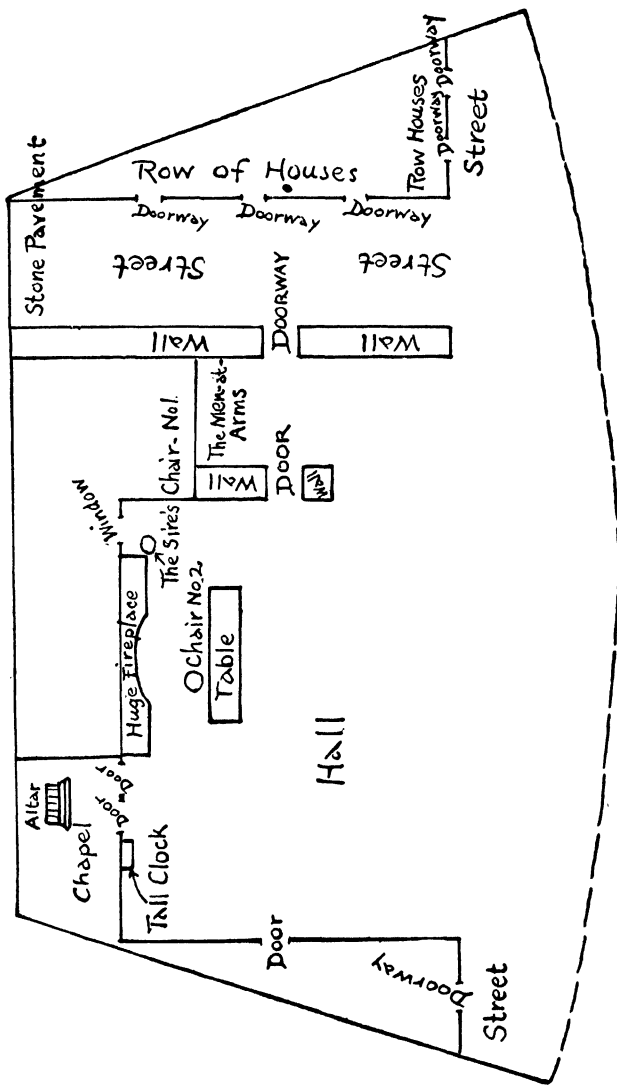 Stone Pavement
Row of Houses
Doorway
Doorway
Doorway
Row Houses
Doorway
Doorway
Street
Street
Street
Wall
DOORWAY
Wall
Window
The Sire's Chair-No1.
The Men-at-
Arms
Wall
DOOR
Wall
Huge Fireplace
Chair No.2
Table
Hall
Altar
Chapel
Door
Door
Tall Clock
Door
Doorway
Street